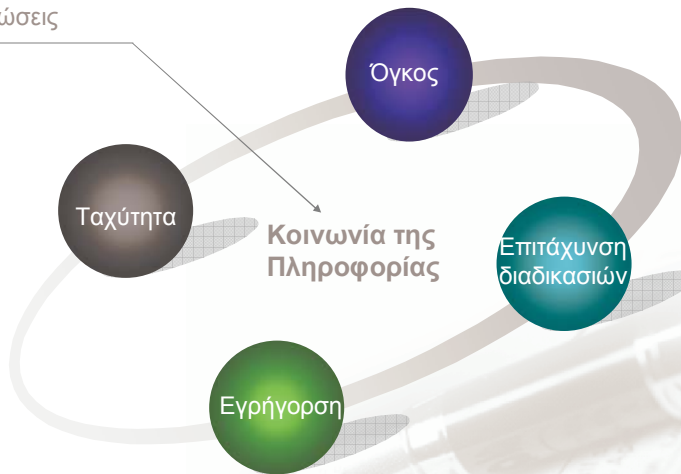 Όγκος
Ταχύτητα
Κοινωνία της
Πληροφορίας
Επιτάχυνση
διαδικασιών
Εγρήγορση